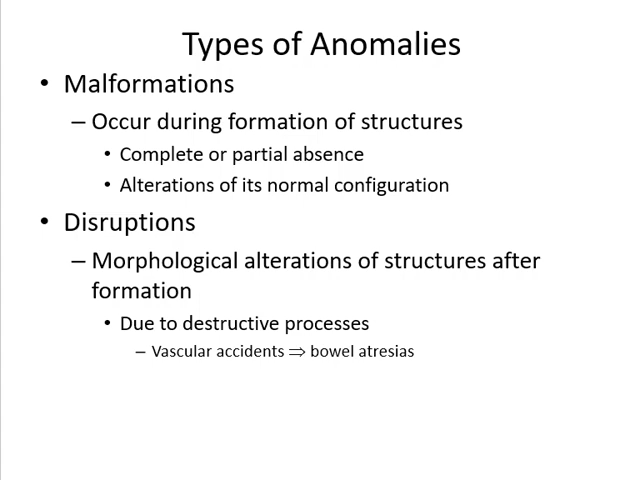 Types of Anomalies
• Malformations
– Occur during formation of structures
• Complete or partial absence
• Alterations of its normal configuration
• Disruptions
– Morphological alterations of structures after
formation
• Due to destructive processes
– Vascular accidents ⇒ bowel atresias